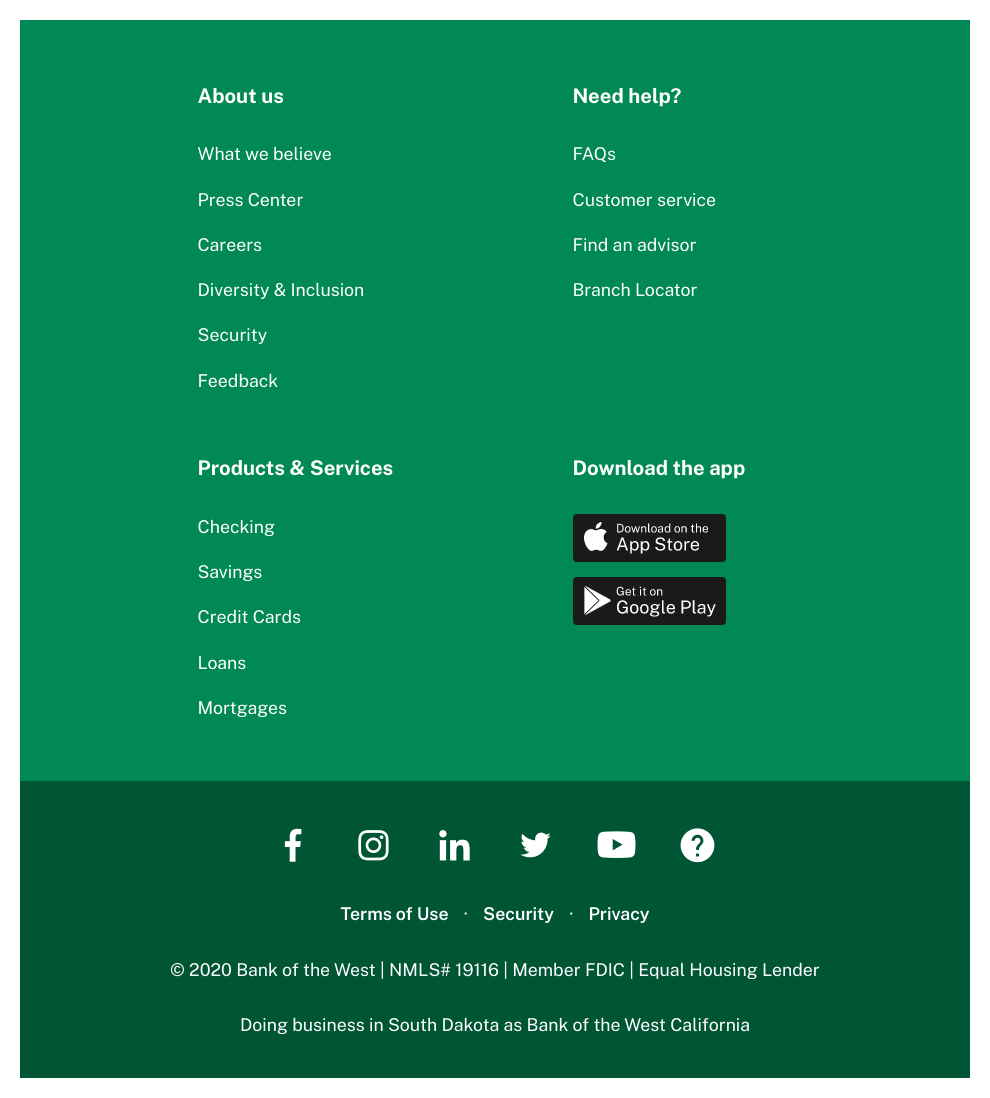 About us
What we believe
Press Center
Careers
Diversity & Inclusion
Security
Feedback
Need help?
FAQs
Customer service
Find an advisor
Branch Locator
Products & Services
Checking
Savings
Credit Cards
Loans
Mortgages
Download the app
Download on the
App Store
Get it on
Google Play
Terms of Use · Security · Privacy
© 2020 Bank of the West | NMLS# 19116 | Member FDIC | Equal Housing Lender
Doing business in South Dakota as Bank of the West California